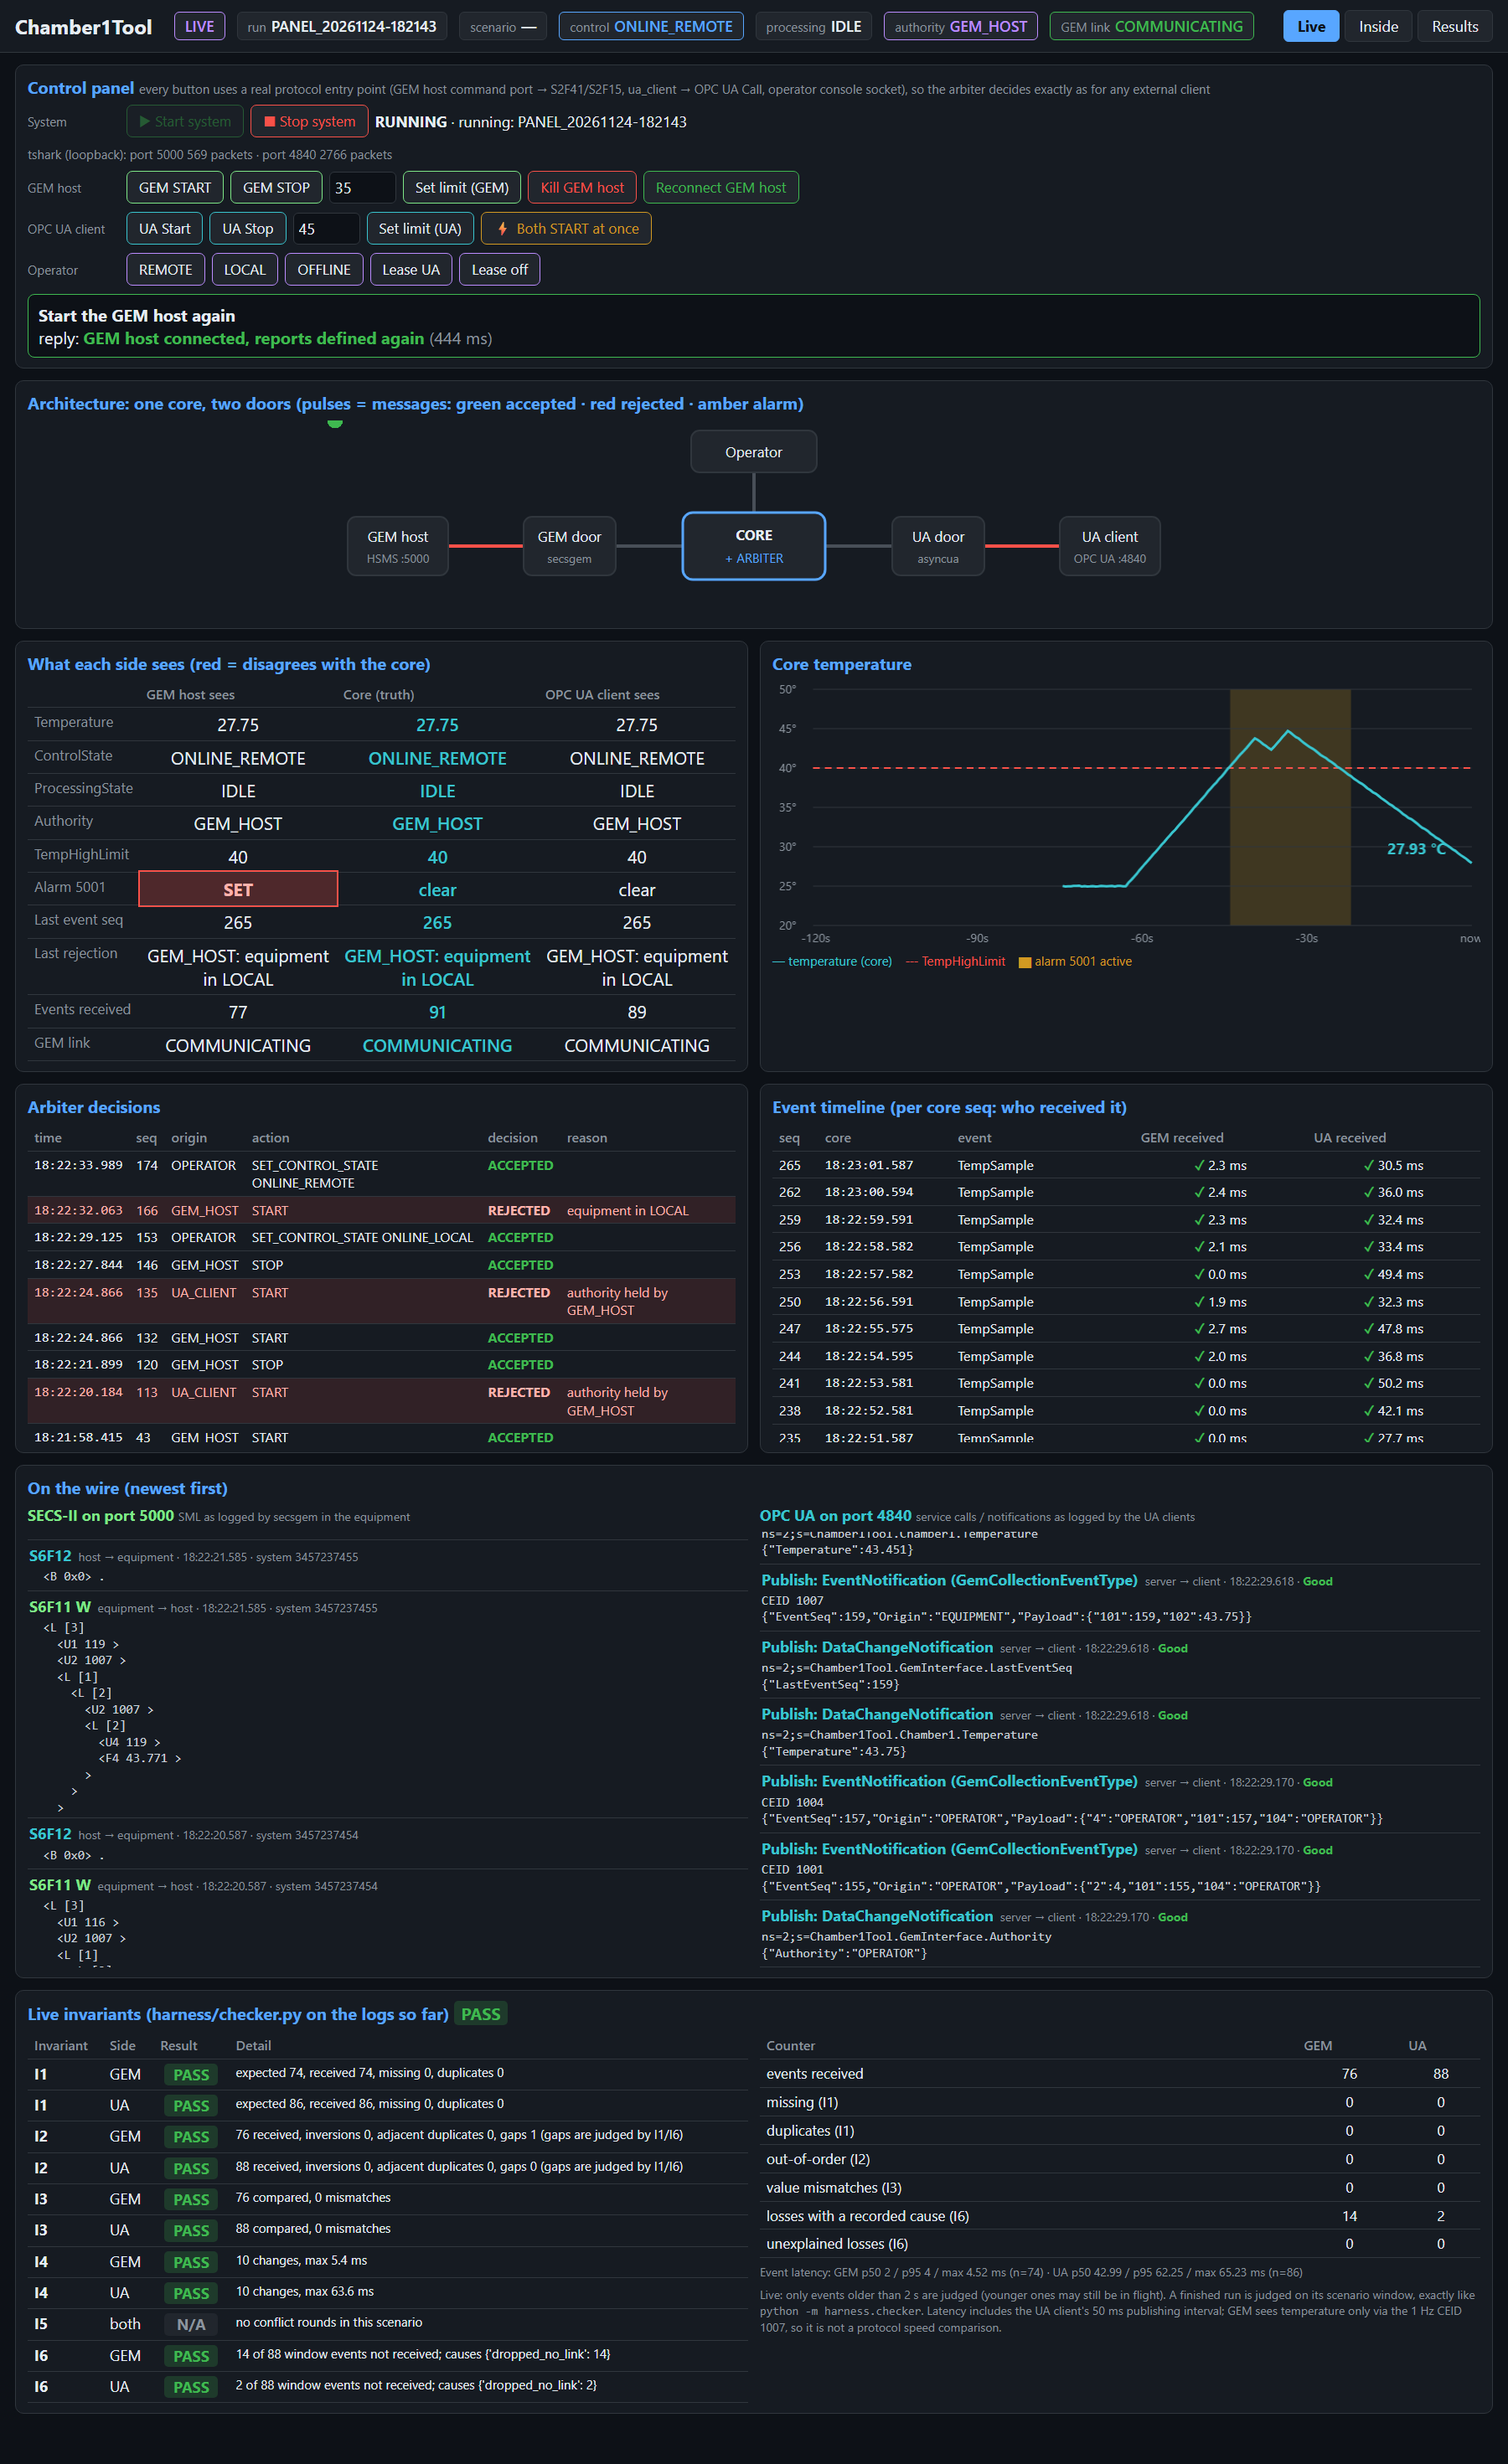 Chamber1Tool LIVE run PANEL_20261124-182143 scenario — control ONLINE_REMOTE processing IDLE authority GEM_HOST GEM link COMMUNICATING Live Inside Results
Control panel every button uses a real protocol entry point (GEM host command port → S2F41/S2F15, ua_client → OPC UA Call, operator console socket), so the arbiter decides exactly as for any external client
System ▶ Start system ■ Stop system RUNNING · running: PANEL_20261124-182143
tshark (loopback): port 5000 569 packets · port 4840 2766 packets
GEM host GEM START GEM STOP 35 Set limit (GEM) Kill GEM host Reconnect GEM host
OPC UA client UA Start UA Stop 45 Set limit (UA) ⚡ Both START at once
Operator REMOTE LOCAL OFFLINE Lease UA Lease off
Start the GEM host again
reply: GEM host connected, reports defined again (444 ms)
Architecture: one core, two doors (pulses = messages: green accepted · red rejected · amber alarm)
Operator
GEM host GEM door CORE UA door UA client
HSMS :5000 secsgem + ARBITER asyncua OPC UA :4840
What each side sees (red = disagrees with the core)
GEM host sees Core (truth) OPC UA client sees
Temperature 27.75 27.75 27.75
ControlState ONLINE_REMOTE ONLINE_REMOTE ONLINE_REMOTE
ProcessingState IDLE IDLE IDLE
Authority GEM_HOST GEM_HOST GEM_HOST
TempHighLimit 40 40 40
Alarm 5001 SET clear clear
Last event seq 265 265 265
Last rejection GEM_HOST: equipment GEM_HOST: equipment GEM_HOST: equipment
in LOCAL in LOCAL in LOCAL
Events received 77 91 89
GEM link COMMUNICATING COMMUNICATING COMMUNICATING
Core temperature
50°
45°
40°
35°
30°
27.93 °C
25°
20°
-120s -90s -60s -30s now
— temperature (core) --- TempHighLimit alarm 5001 active
Arbiter decisions
time seq origin action decision reason
18:22:33.989 174 OPERATOR SET_CONTROL_STATE ACCEPTED
ONLINE_REMOTE
18:22:32.063 166 GEM_HOST START REJECTED equipment in LOCAL
18:22:29.125 153 OPERATOR SET_CONTROL_STATE ONLINE_LOCAL ACCEPTED
18:22:27.844 146 GEM_HOST STOP ACCEPTED
18:22:24.866 135 UA_CLIENT START REJECTED authority held by
GEM_HOST
18:22:24.866 132 GEM_HOST START ACCEPTED
18:22:21.899 120 GEM_HOST STOP ACCEPTED
18:22:20.184 113 UA_CLIENT START REJECTED authority held by
GEM_HOST
18:21:58.415 43 GEM HOST START ACCEPTED
Event timeline (per core seq: who received it)
seq core event GEM received UA received
265 18:23:01.587 TempSample ✓ 2.3 ms ✓ 30.5 ms
262 18:23:00.594 TempSample ✓ 2.4 ms ✓ 36.0 ms
259 18:22:59.591 TempSample ✓ 2.3 ms ✓ 32.4 ms
256 18:22:58.582 TempSample ✓ 2.1 ms ✓ 33.4 ms
253 18:22:57.582 TempSample ✓ 0.0 ms ✓ 49.4 ms
250 18:22:56.591 TempSample ✓ 1.9 ms ✓ 32.3 ms
247 18:22:55.575 TempSample ✓ 2.7 ms ✓ 47.8 ms
244 18:22:54.595 TempSample ✓ 2.0 ms ✓ 36.8 ms
241 18:22:53.581 TempSample ✓ 0.0 ms ✓ 50.2 ms
238 18:22:52.581 TempSample ✓ 0.0 ms ✓ 42.1 ms
235 18:22:51.587 TempSample ✓ 0.0 ms ✓ 27.7 ms
On the wire (newest first)
SECS-II on port 5000 SML as logged by secsgem in the equipment
S6F12 host → equipment · 18:22:21.585 · system 3457237455
<B 0x0> .
S6F11 W equipment → host · 18:22:21.585 · system 3457237455
<L [3]
<U1 119 >
<U2 1007 >
<L [1]
<L [2]
<U2 1007 >
<L [2]
<U4 119 >
<F4 43.771 >
>
>
>
S6F12 host → equipment · 18:22:20.587 · system 3457237454
<B 0x0> .
S6F11 W equipment → host · 18:22:20.587 · system 3457237454
<L [3]
<U1 116 >
<U2 1007 >
<L [1]
OPC UA on port 4840 service calls / notifications as logged by the UA clients
ns=2;s=Chamber1Tool.Chamber1.Temperature
{"Temperature":43.451}
Publish: EventNotification (GemCollectionEventType) server → client · 18:22:29.618 · Good
CEID 1007
{"EventSeq":159,"Origin":"EQUIPMENT","Payload":{"101":159,"102":43.75}}
Publish: DataChangeNotification server → client · 18:22:29.618 · Good
ns=2;s=Chamber1Tool.GemInterface.LastEventSeq
{"LastEventSeq":159}
Publish: DataChangeNotification server → client · 18:22:29.618 · Good
ns=2;s=Chamber1Tool.Chamber1.Temperature
{"Temperature":43.75}
Publish: EventNotification (GemCollectionEventType) server → client · 18:22:29.170 · Good
CEID 1004
{"EventSeq":157,"Origin":"OPERATOR","Payload":{"4":"OPERATOR","101":157,"104":"OPERATOR"}}
Publish: EventNotification (GemCollectionEventType) server → client · 18:22:29.170 · Good
CEID 1001
{"EventSeq":155,"Origin":"OPERATOR","Payload":{"2":4,"101":155,"104":"OPERATOR"}}
Publish: DataChangeNotification server → client · 18:22:29.170 · Good
ns=2;s=Chamber1Tool.GemInterface.Authority
{"Authority":"OPERATOR"}
Live invariants (harness/checker.py on the logs so far) PASS
Invariant Side Result Detail
I1 GEM PASS expected 74, received 74, missing 0, duplicates 0
I1 UA PASS expected 86, received 86, missing 0, duplicates 0
I2 GEM PASS 76 received, inversions 0, adjacent duplicates 0, gaps 1 (gaps are judged by I1/I6)
I2 UA PASS 88 received, inversions 0, adjacent duplicates 0, gaps 0 (gaps are judged by I1/I6)
I3 GEM PASS 76 compared, 0 mismatches
I3 UA PASS 88 compared, 0 mismatches
I4 GEM PASS 10 changes, max 5.4 ms
I4 UA PASS 10 changes, max 63.6 ms
I5 both N/A no conflict rounds in this scenario
I6 GEM PASS 14 of 88 window events not received; causes {'dropped_no_link': 14}
I6 UA PASS 2 of 88 window events not received; causes {'dropped_no_link': 2}
Counter GEM UA
events received 76 88
missing (I1) 0 0
duplicates (I1) 0 0
out-of-order (I2) 0 0
value mismatches (I3) 0 0
losses with a recorded cause (I6) 14 2
unexplained losses (I6) 0 0
Event latency: GEM p50 2 / p95 4 / max 4.52 ms (n=74) · UA p50 42.99 / p95 62.25 / max 65.23 ms (n=86)
Live: only events older than 2 s are judged (younger ones may still be in flight). A finished run is judged on its scenario window, exactly like
python -m harness.checker. Latency includes the UA client's 50 ms publishing interval; GEM sees temperature only via the 1 Hz CEID
1007, so it is not a protocol speed comparison.